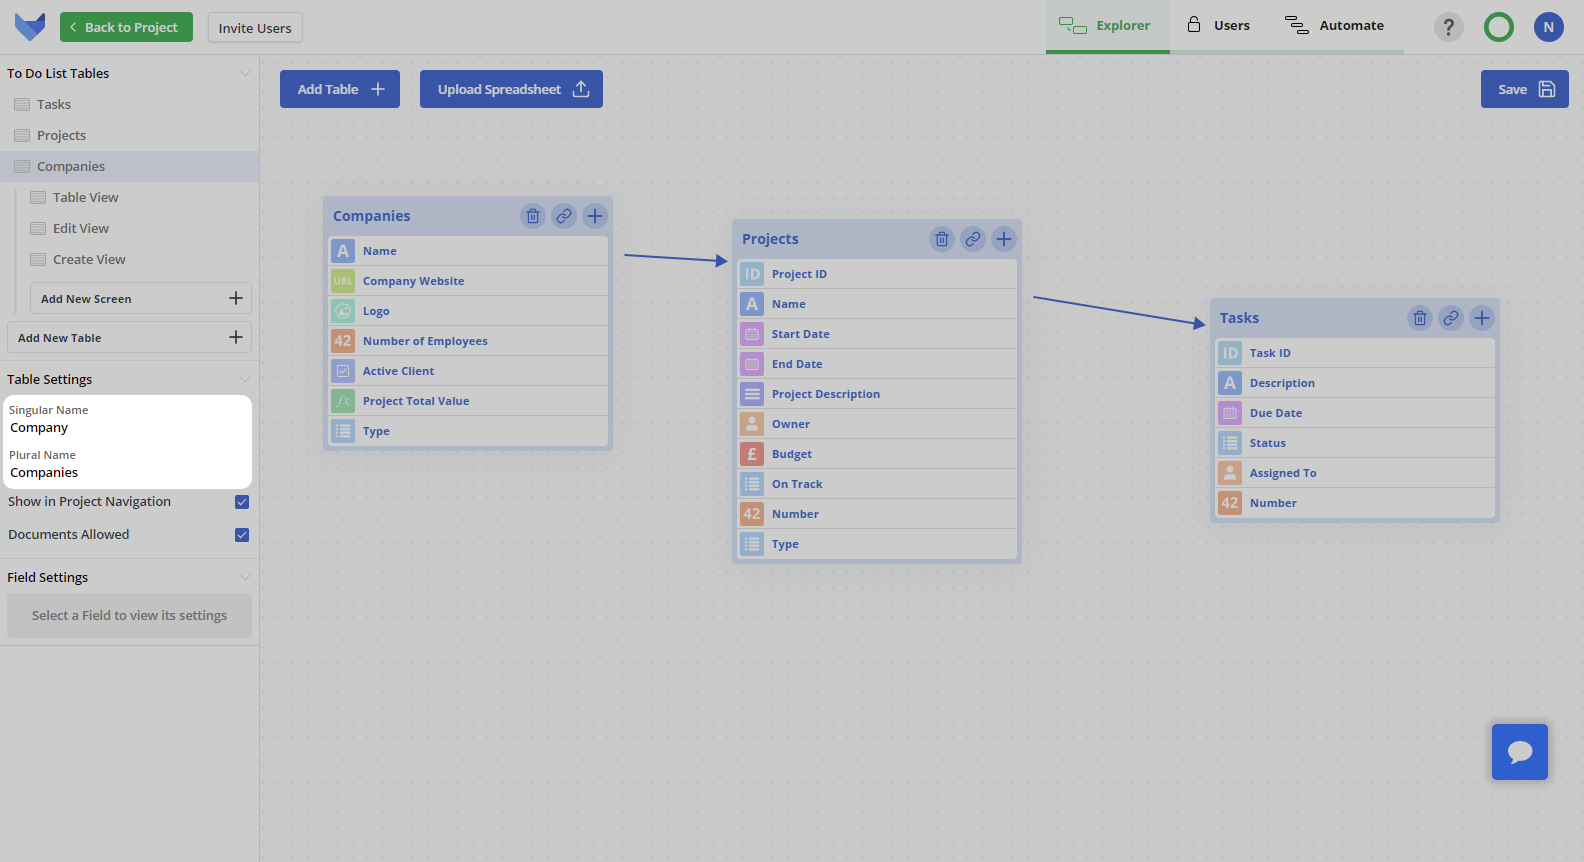 Back to Project
Invite Users
Explorer
Users
Automate
?
N
To Do List Tables
Tasks
Projects
Companies
Table View
Edit View
Create View
Add New Screen
Add New Table
Table Settings
Singular Name
Company
Plural Name
Companies
Show in Project Navigation
Documents Allowed
Field Settings
Select a Field to view its settings
Add Table
Upload Spreadsheet
Save
Companies
A Name
URL Company Website
Logo
42 Number of Employees
Active Client
fx Project Total Value
Type
Projects
ID Project ID
A Name
Start Date
End Date
Project Description
Owner
£ Budget
On Track
42 Number
Type
Tasks
ID Task ID
A Description
Due Date
Status
Assigned To
42 Number